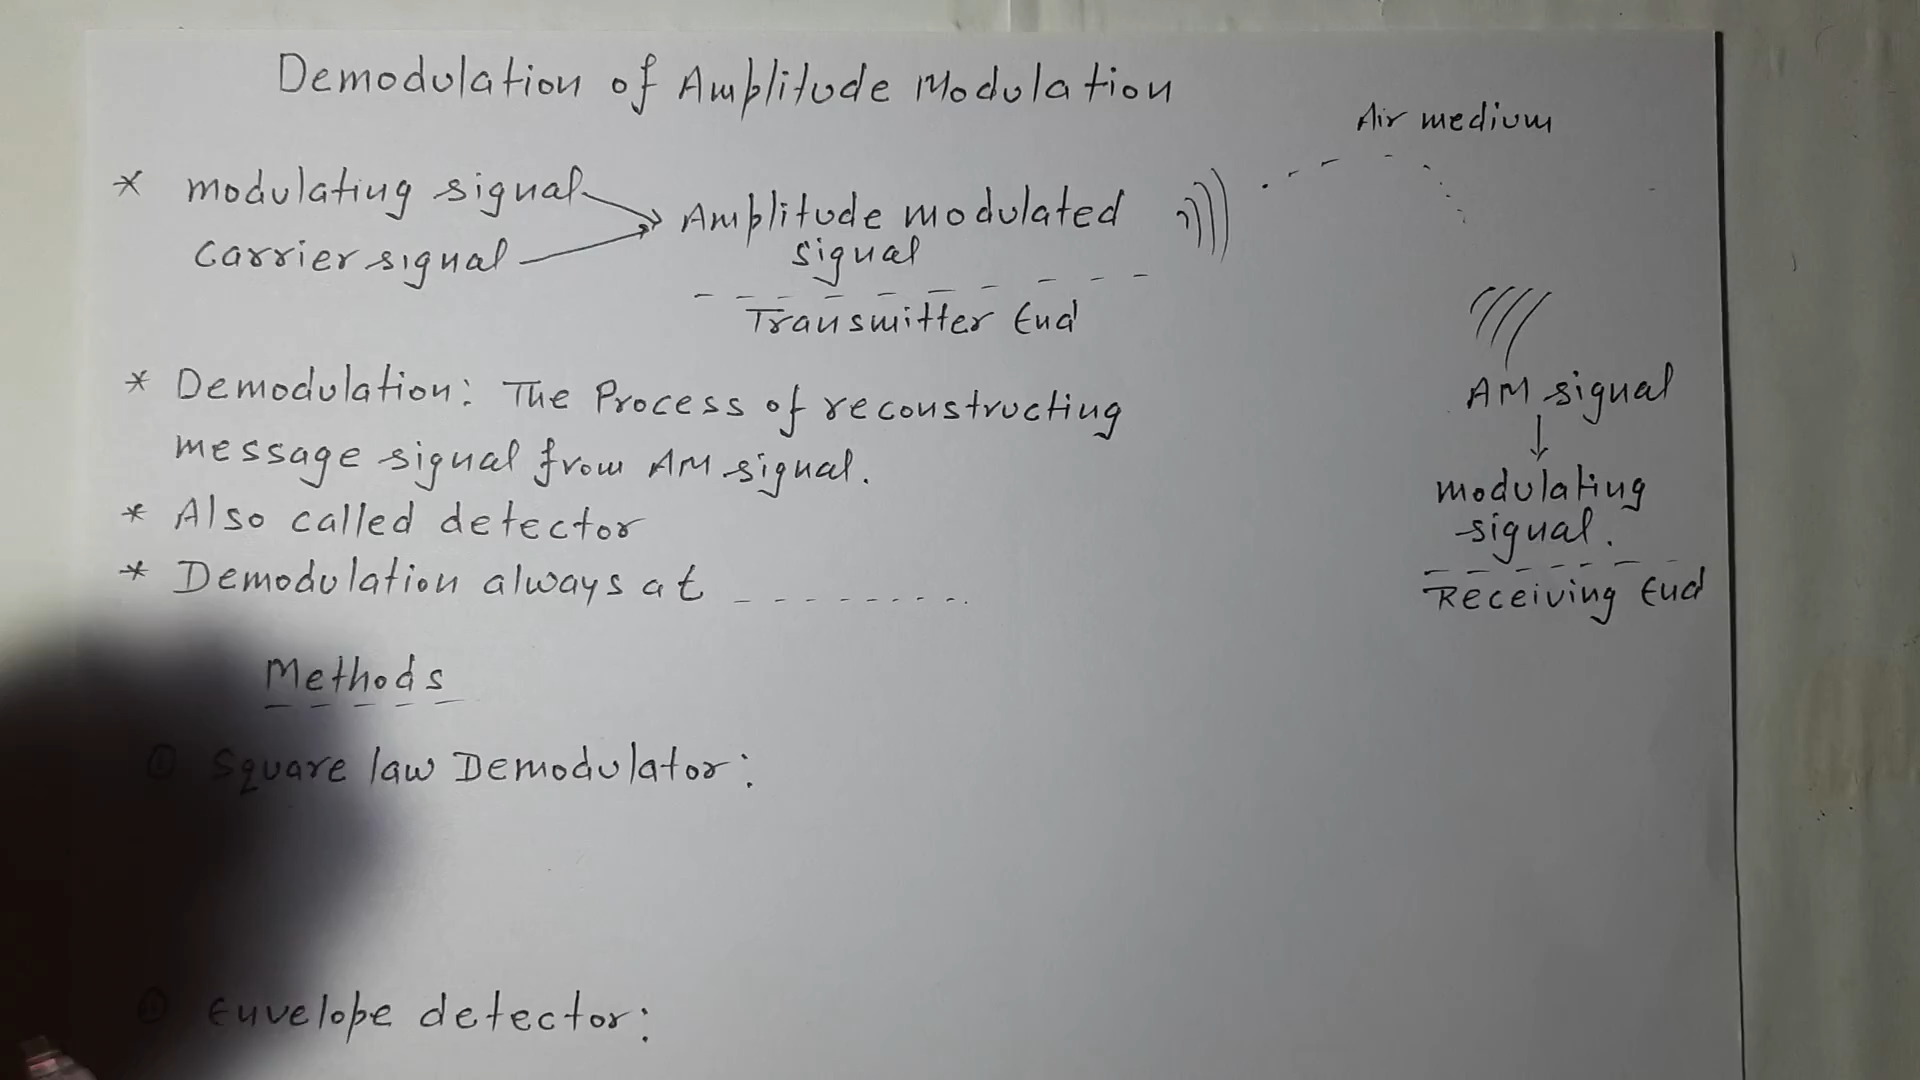 Demodulation of Amplitude Modulation
Air medium
* modulating signal
Carrier signal
Amplitude modulated
signal
Transmitter End
* Demodulation: The Process of reconstructing
message signal from AM signal.
* Also called detector
* Demodulation always at ---------.
AM signal
↓
modulating
signal.
Receiving End
Methods
① Square law Demodulator:
Envelope detector: